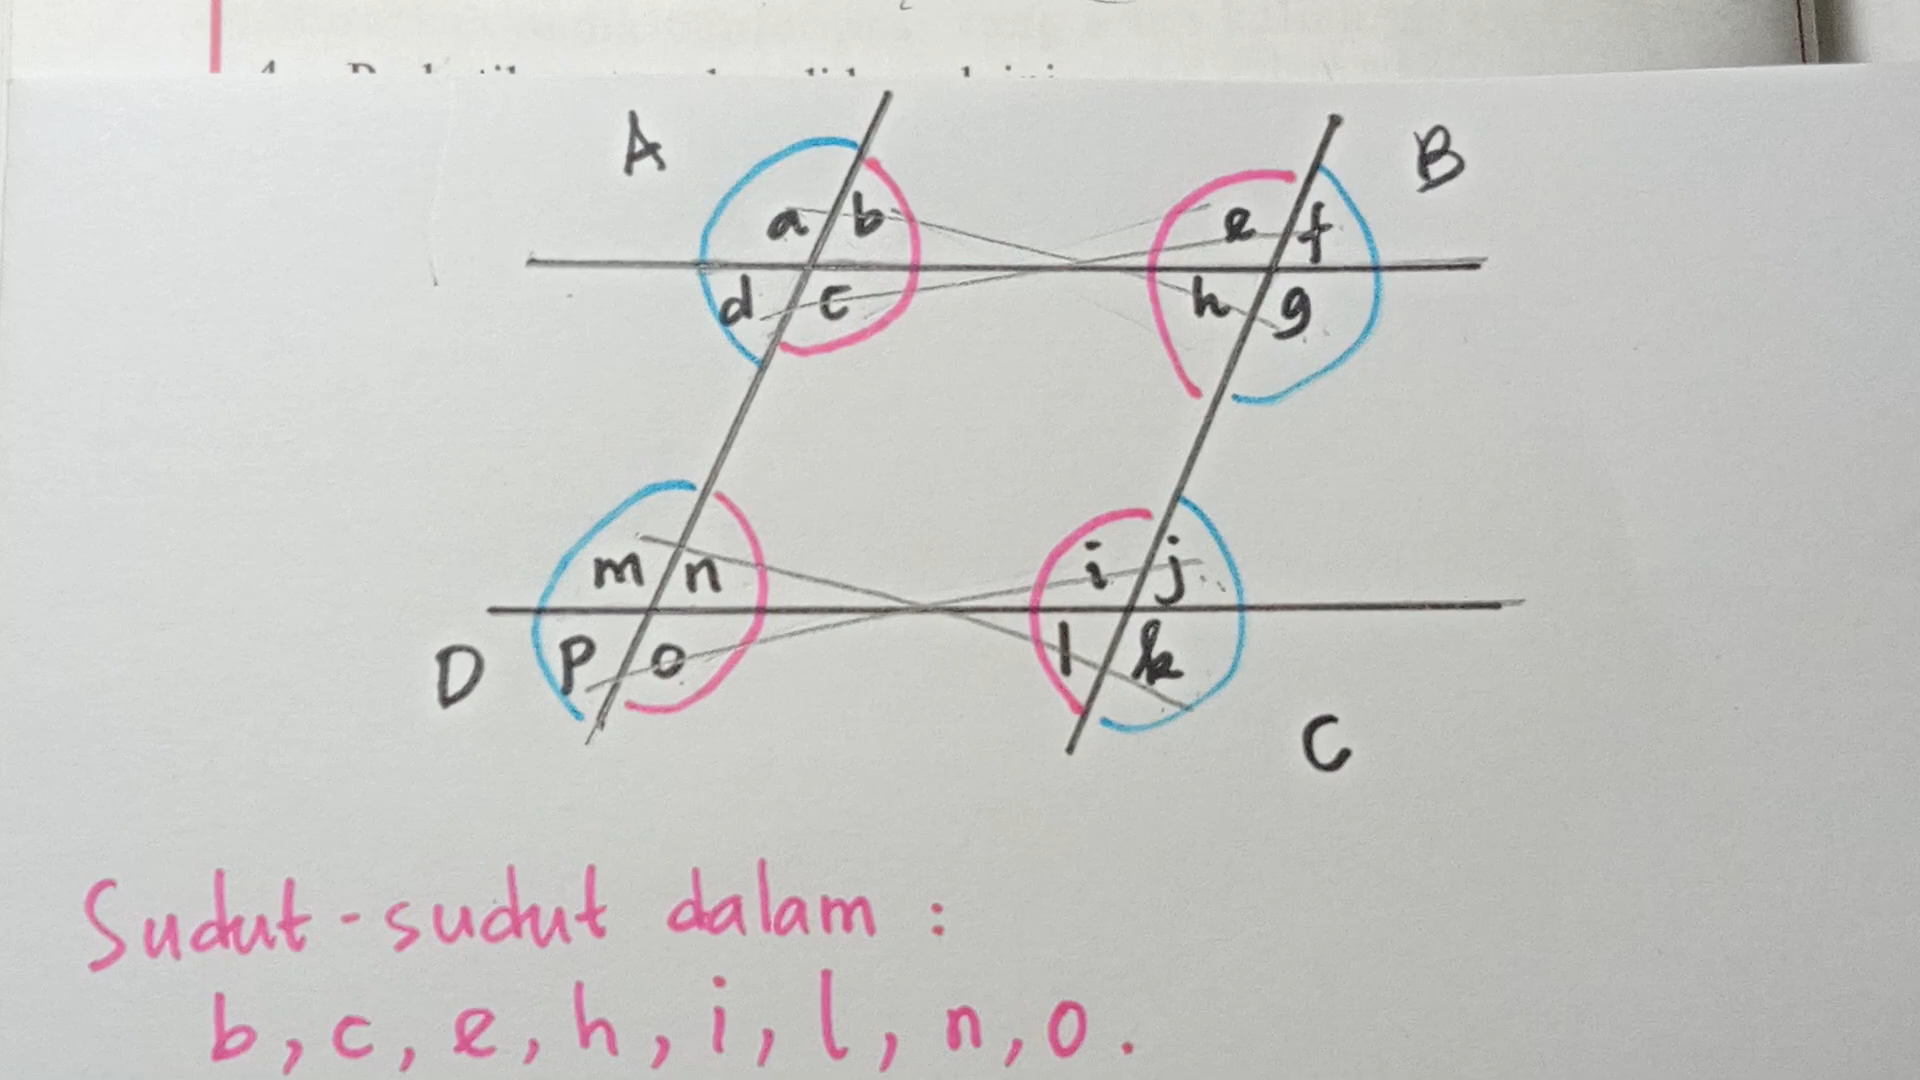 A
B
a b
e f
d c
h g
m n
i j
p o
l k
D
C
Sudut-sudut dalam :
b, c, e, h, i, l, n, o.